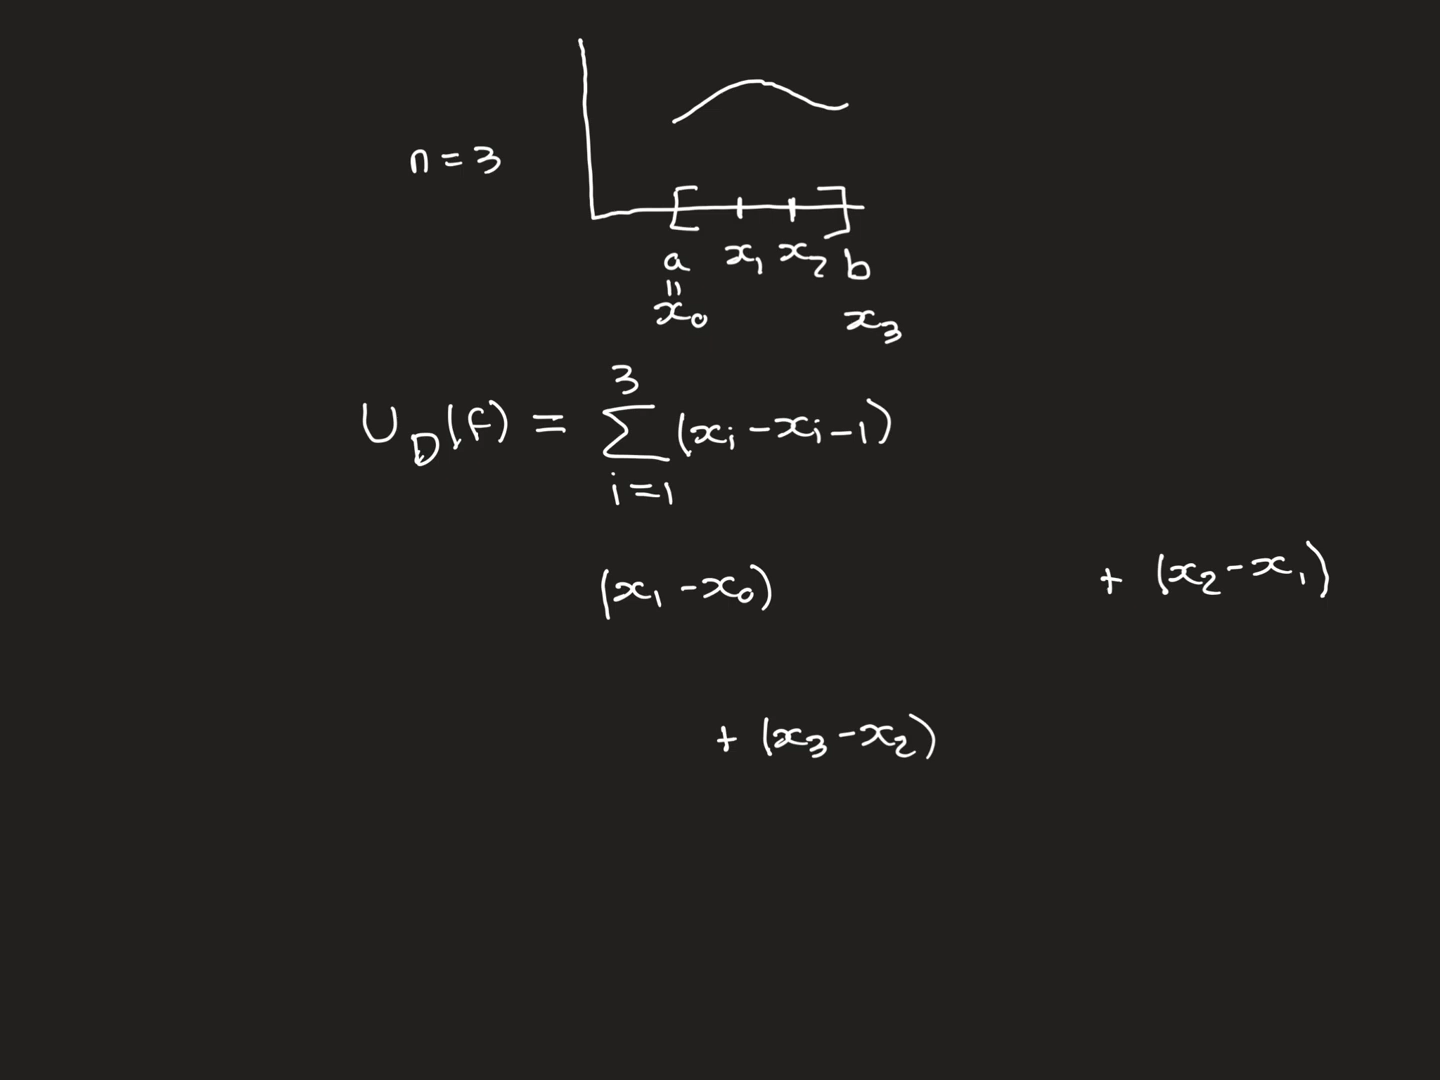 n = 3
a x₁ x₂ b
=
x₀ x₃
U_D(f) = ∑_{i=1}^{3} (xᵢ - xᵢ₋₁)
(x₁ - x₀) + (x₂ - x₁)
+ (x₃ - x₂)